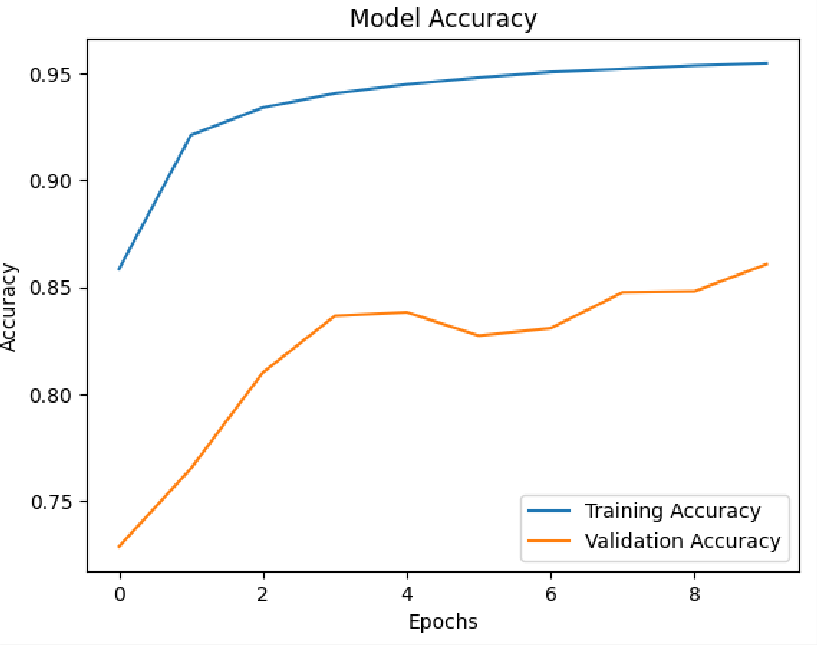 Model Accuracy
0.95
0.90
0.85
0.80
0.75
Accuracy
Training Accuracy
Validation Accuracy
0 2 4 6 8
Epochs